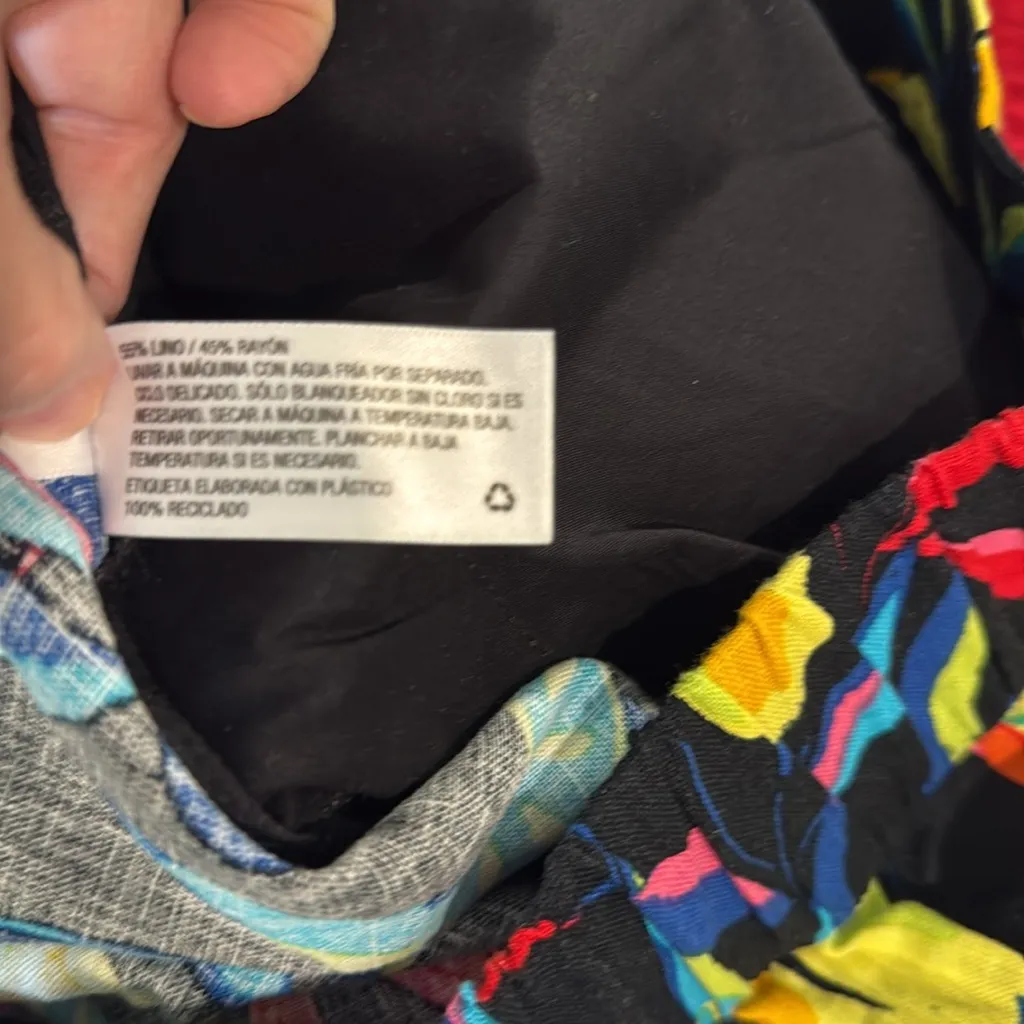 55% LINO / 45% RAYÓN
LAVAR A MÁQUINA CON AGUA FRÍA POR SEPARADO.
CICLO DELICADO. SÓLO BLANQUEADOR SIN CLORO SI ES
NECESARIO. SECAR A MÁQUINA A TEMPERATURA BAJA.
RETIRAR OPORTUNAMENTE. PLANCHAR A BAJA
TEMPERATURA SI ES NECESARIO.
ETIQUETA ELABORADA CON PLÁSTICO
100% RECICLADO